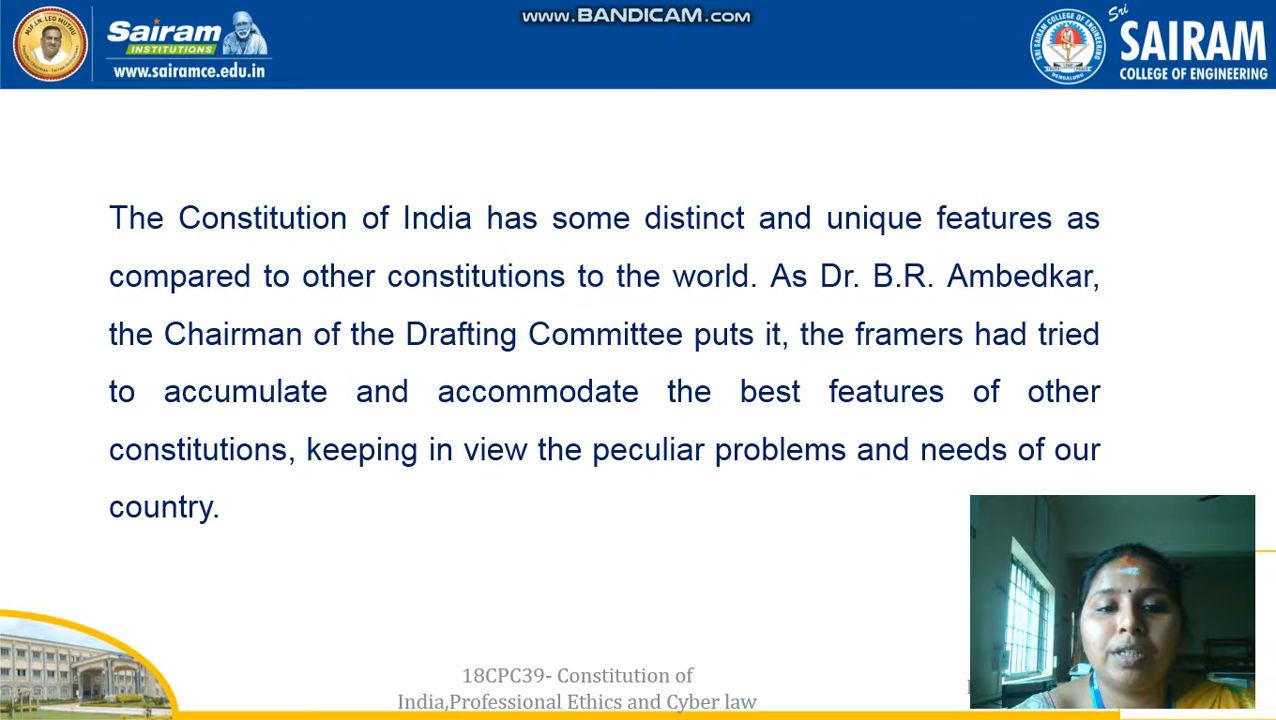 www.BANDICAM.com
Sairam
INSTITUTIONS
www.sairamce.edu.in
Sri
SAIRAM
COLLEGE OF ENGINEERING
The Constitution of India has some distinct and unique features as
compared to other constitutions to the world. As Dr. B.R. Ambedkar,
the Chairman of the Drafting Committee puts it, the framers had tried
to accumulate and accommodate the best features of other
constitutions, keeping in view the peculiar problems and needs of our
country.
18CPC39- Constitution of
India,Professional Ethics and Cyber law